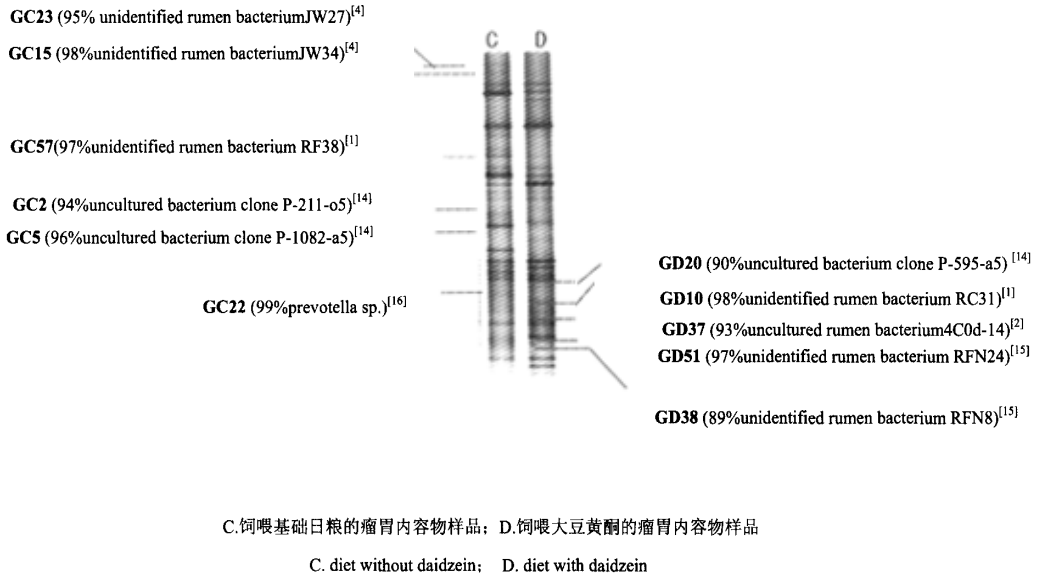 GC23 (95% unidentified rumen bacteriumJW27)[4]
GC15 (98%unidentified rumen bacteriumJW34)[4]
C D
GC57(97%unidentified rumen bacterium RF38)[1]
GC2 (94%uncultured bacterium clone P-211-o5)[14]
GC5 (96%uncultured bacterium clone P-1082-a5)[14]
GC22 (99%prevotella sp.)[16]
GD20 (90%uncultured bacterium clone P-595-a5) [14]
GD10 (98%unidentified rumen bacterium RC31)[1]
GD37 (93%uncultured rumen bacterium4C0d-14)[2]
GD51 (97%unidentified rumen bacterium RFN24)[15]
GD38 (89%unidentified rumen bacterium RFN8)[15]
C.饲喂基础日粮的瘤胃内容物样品；D.饲喂大豆黄酮的瘤胃内容物样品
C. diet without daidzein； D. diet with daidzein